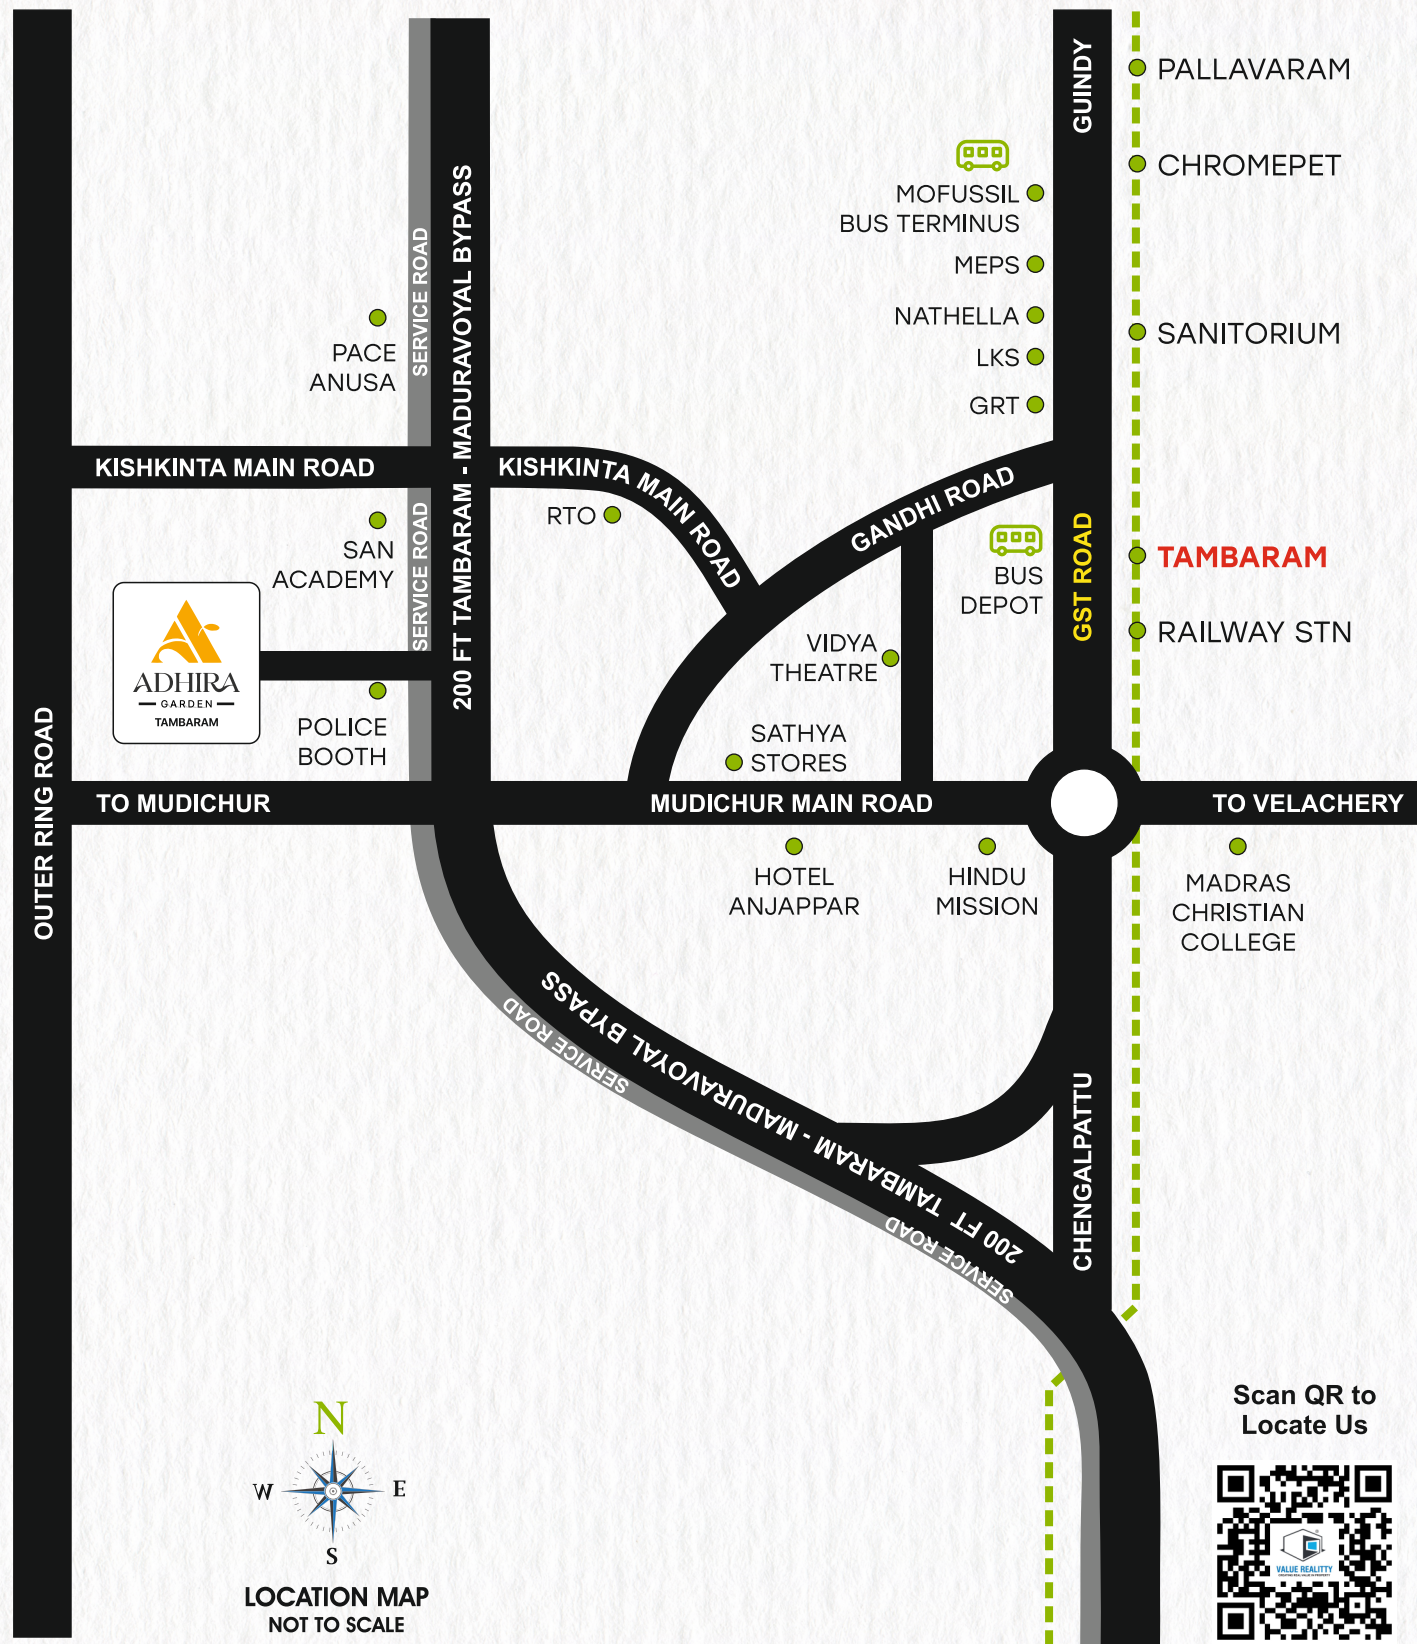 GUINDY
PALLAVARAM
CHROMEPET
MOFUSSIL
BUS TERMINUS
MEPS
NATHELLA
LKS
GRT
SANITORIUM
SERVICE ROAD
200 FT TAMBARAM - MADURAVOYAL BYPASS
PACE
ANUSA
KISHKINTA MAIN ROAD
KISHKINTA MAIN ROAD
RTO
GANDHI ROAD
BUS
DEPOT
GST ROAD
TAMBARAM
RAILWAY STN
SAN
ACADEMY
SERVICE ROAD
ADHIRA
GARDEN
TAMBARAM
POLICE
BOOTH
VIDYA
THEATRE
SATHYA
STORES
OUTER RING ROAD
TO MUDICHUR
MUDICHUR MAIN ROAD
TO VELACHERY
HOTEL
ANJAPPAR
HINDU
MISSION
MADRAS
CHRISTIAN
COLLEGE
200 FT TAMBARAM - MADURAVOYAL BYPASS
SERVICE ROAD
SERVICE ROAD
CHENGALPATTU
N
W
E
S
LOCATION MAP
NOT TO SCALE
Scan QR to
Locate Us
VALUE REALITTY